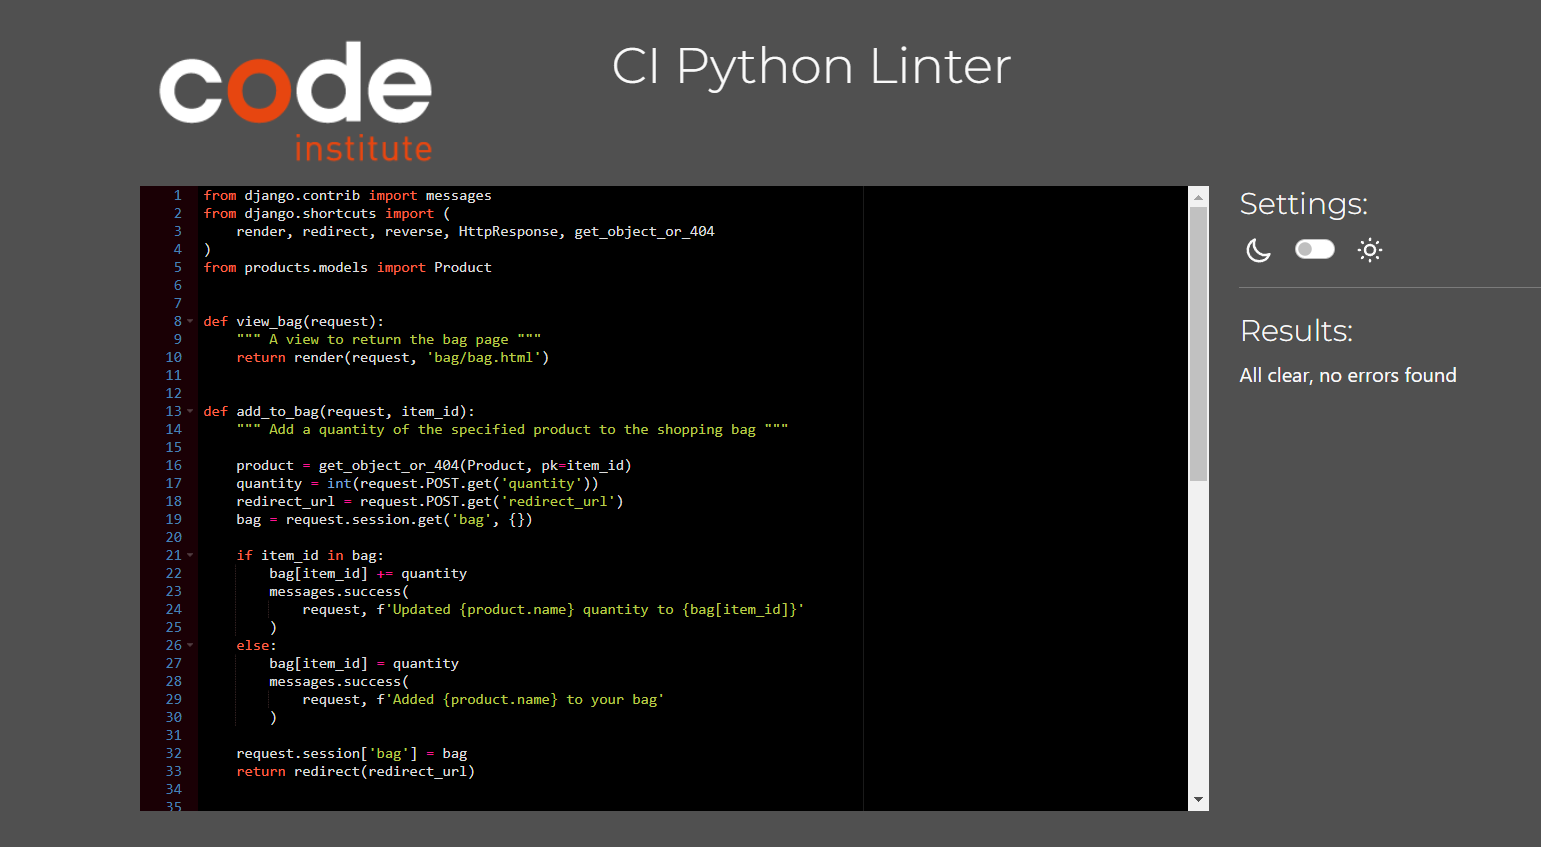 code
institute
CI Python Linter
1 from django.contrib import messages
2 from django.shortcuts import (
3     render, redirect, reverse, HttpResponse, get_object_or_404
4 )
5 from products.models import Product
6
7
8 def view_bag(request):
9     """ A view to return the bag page """
10     return render(request, 'bag/bag.html')
11
12
13 def add_to_bag(request, item_id):
14     """ Add a quantity of the specified product to the shopping bag """
15
16     product = get_object_or_404(Product, pk=item_id)
17     quantity = int(request.POST.get('quantity'))
18     redirect_url = request.POST.get('redirect_url')
19     bag = request.session.get('bag', {})
20
21     if item_id in bag:
22         bag[item_id] += quantity
23         messages.success(
24             request, f'Updated {product.name} quantity to {bag[item_id]}'
25         )
26     else:
27         bag[item_id] = quantity
28         messages.success(
29             request, f'Added {product.name} to your bag'
30         )
31
32     request.session['bag'] = bag
33     return redirect(redirect_url)
34
35
Settings:
Results:
All clear, no errors found